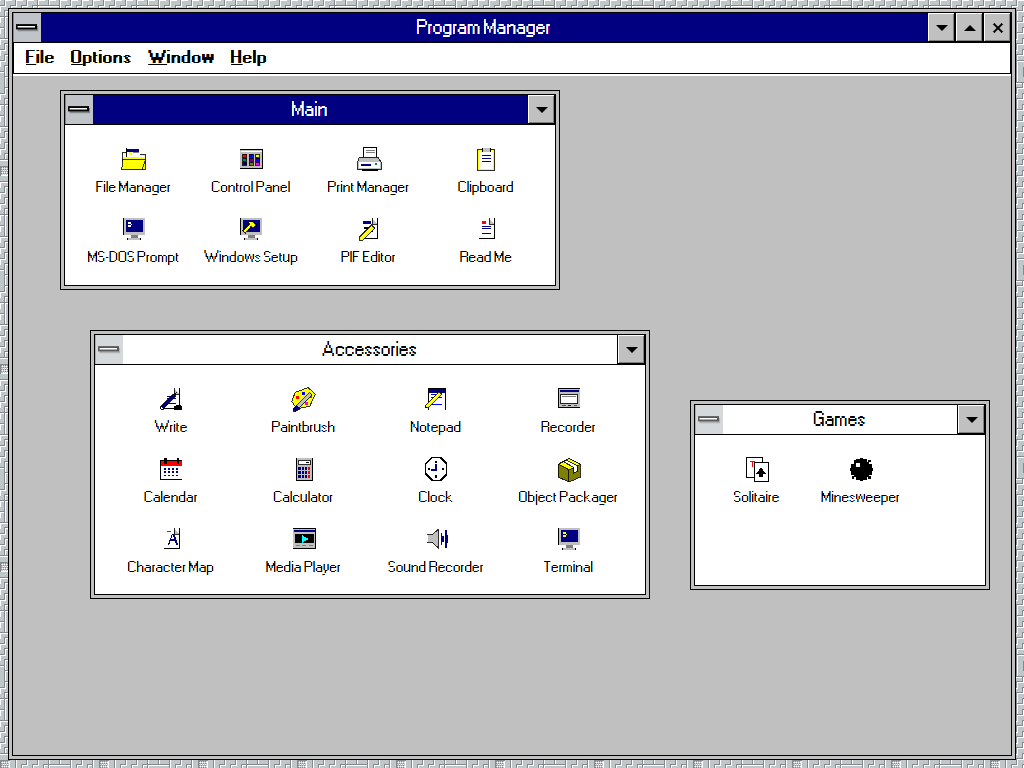 Program Manager
File Options Window Help
Main
File Manager Control Panel Print Manager Clipboard
MS-DOS Prompt Windows Setup PIF Editor Read Me
Accessories
Write Paintbrush Notepad Recorder
Calendar Calculator Clock Object Packager
Character Map Media Player Sound Recorder Terminal
Games
Solitaire Minesweeper